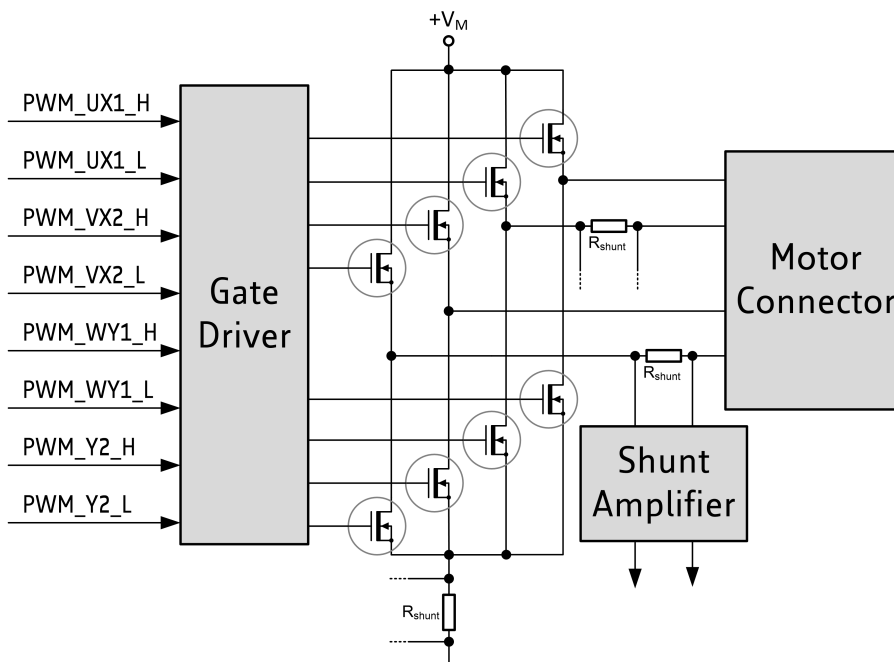 +VM
PWM_UX1_H
PWM_UX1_L
PWM_VX2_H
PWM_VX2_L
PWM_WY1_H
PWM_WY1_L
PWM_Y2_H
PWM_Y2_L
Gate
Driver
Rshunt
Rshunt
Motor
Connector
Shunt
Amplifier
Rshunt